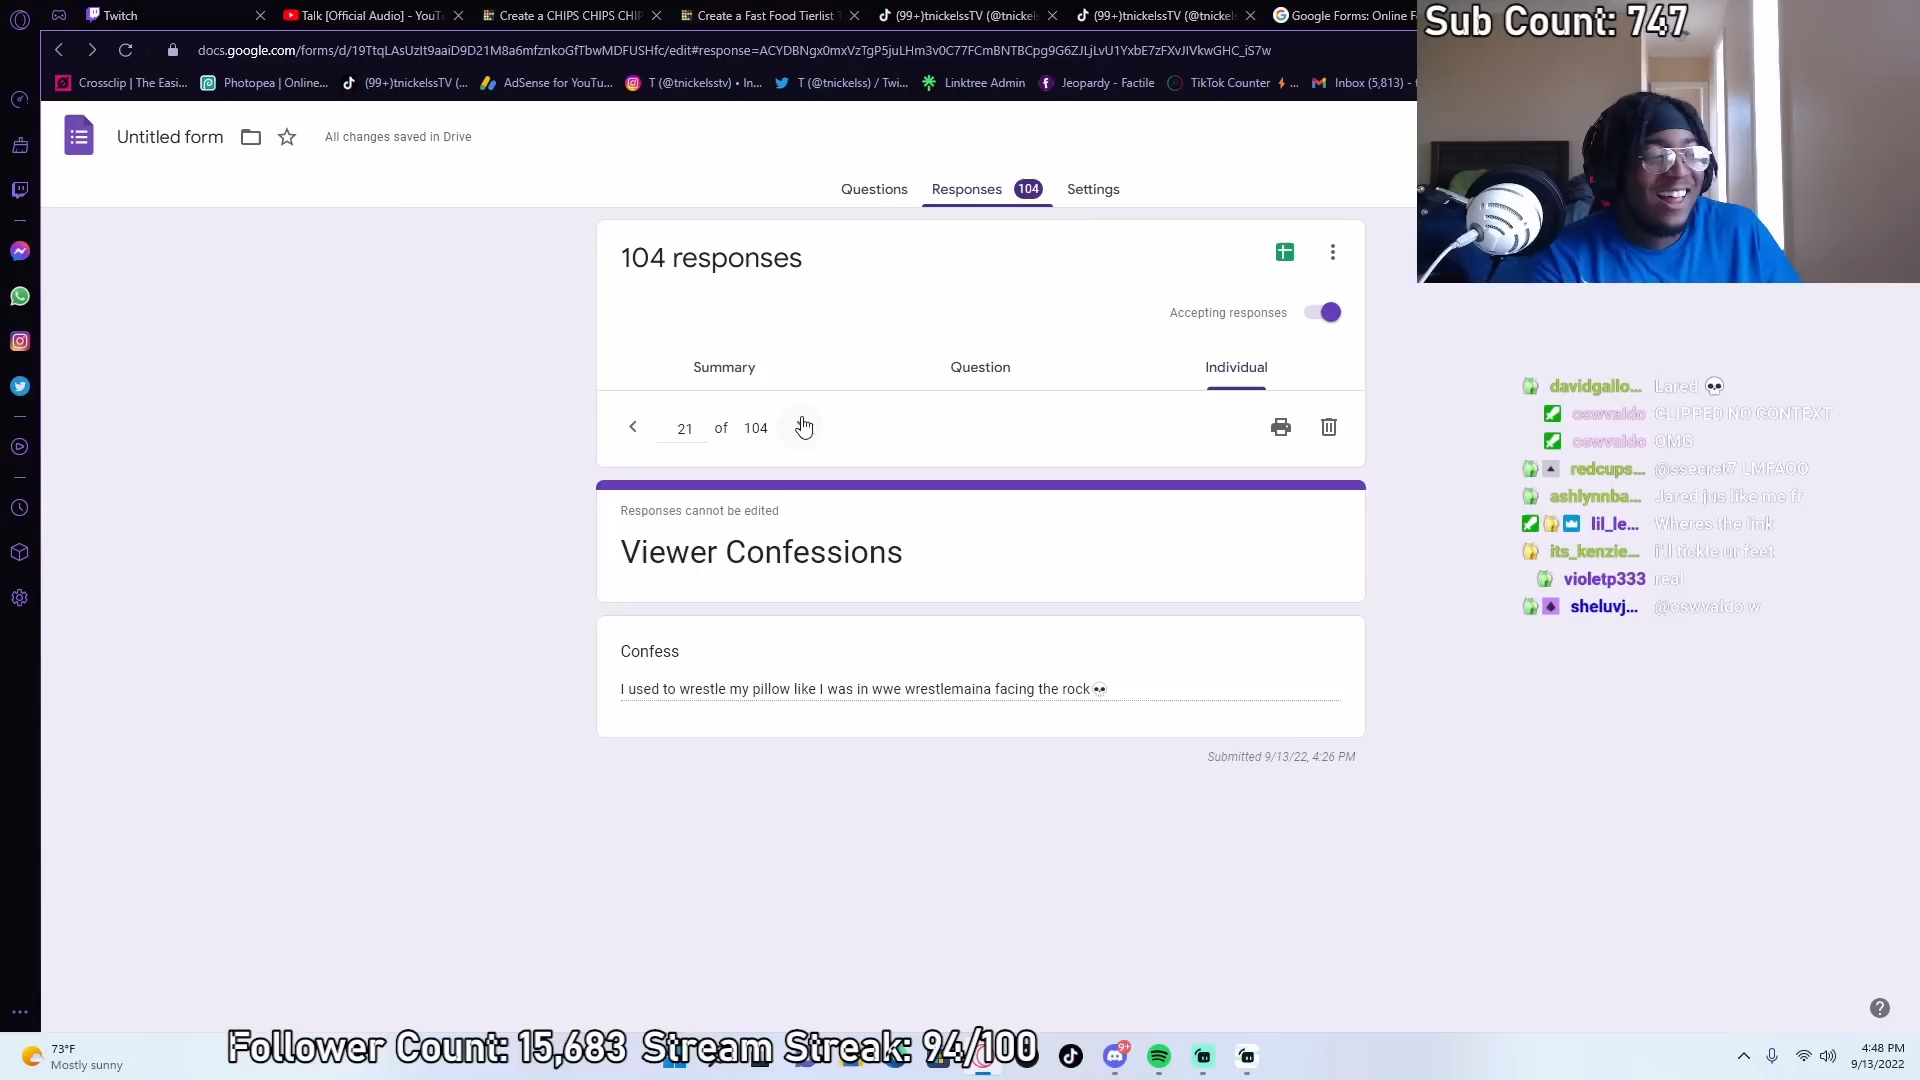 Twitch
Talk [Official Audio] - YouTu
Create a CHIPS CHIPS CHIP
Create a Fast Food Tierlist
(99+)tnickelssTV (@tnickels
(99+)tnickelssTV (@tnickels
Google Forms: Online F
Sub Count: 747
docs.google.com/forms/d/19TtqLAsUzIt9aaiD9D21M8a6mfznkoGfTbwMDFUSHfc/edit#response=ACYDBNgx0mxVzTgP5juLHm3v0C77FCmBNTBCpg9G6ZJLjLvU1YxbE7zFXvJIVkwGHC_iS7w
Crossclip | The Easi...
Photopea | Online...
(99+)tnickelssTV (...
AdSense for YouTu...
T (@tnickelsstv) • In...
T (@tnickelss) / Twi...
Linktree Admin
Jeopardy - Factile
TikTok Counter ⚡ ...
Inbox (5,813) - t
Untitled form
All changes saved in Drive
Questions
Responses 104
Settings
104 responses
Accepting responses
Summary
Question
Individual
21 of 104
Responses cannot be edited
Viewer Confessions
Confess
I used to wrestle my pillow like I was in wwe wrestlemaina facing the rock💀
Submitted 9/13/22, 4:26 PM
davidgallo... Lared 💀
oswvaldo CLIPPED NO CONTEXT
oswvaldo OMG
redcups... @ssecret7 LMFAOO
ashlynnba... Jared jus like me fr
lil_le... Wheres the link
its_kenzie... i'll tickle ur feet
violetp333 real
sheluvj... @oswvaldo w
Follower Count: 15,683 Stream Streak: 94/100
73°F
Mostly sunny
9+
4:48 PM
9/13/2022